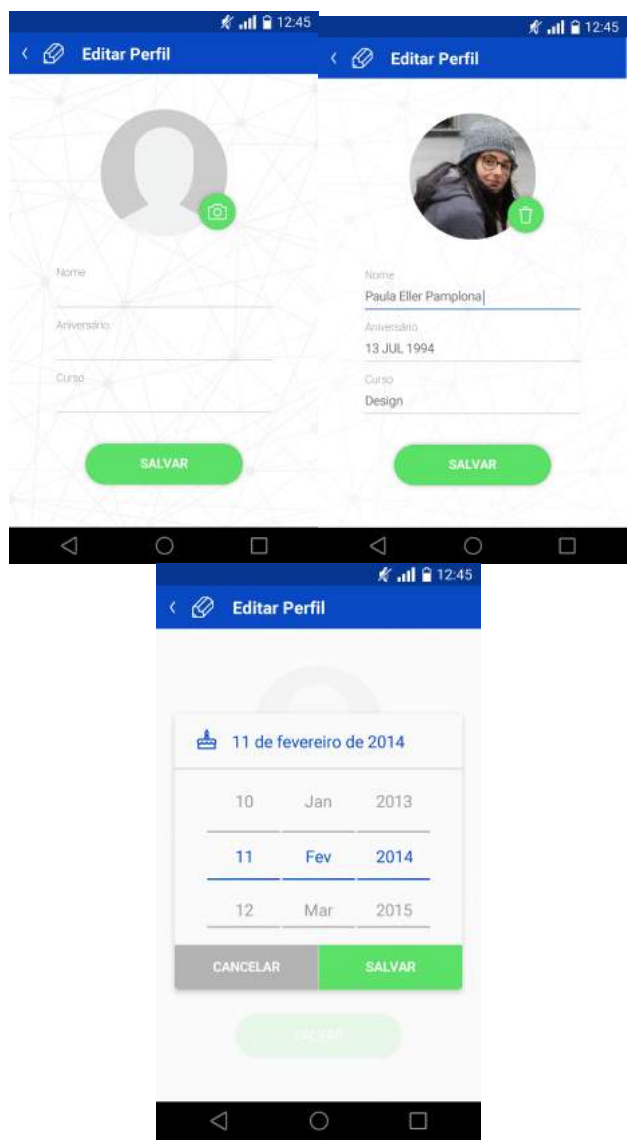 12:45
Editar Perfil
Nome
Aniversário
Curso
SALVAR
12:45
Editar Perfil
Nome
Paula Eller Pamplona
Aniversário
13 JUL 1994
Curso
Design
SALVAR
12:45
Editar Perfil
11 de fevereiro de 2014
10 Jan 2013
11 Fev 2014
12 Mar 2015
CANCELAR SALVAR
SALVAR